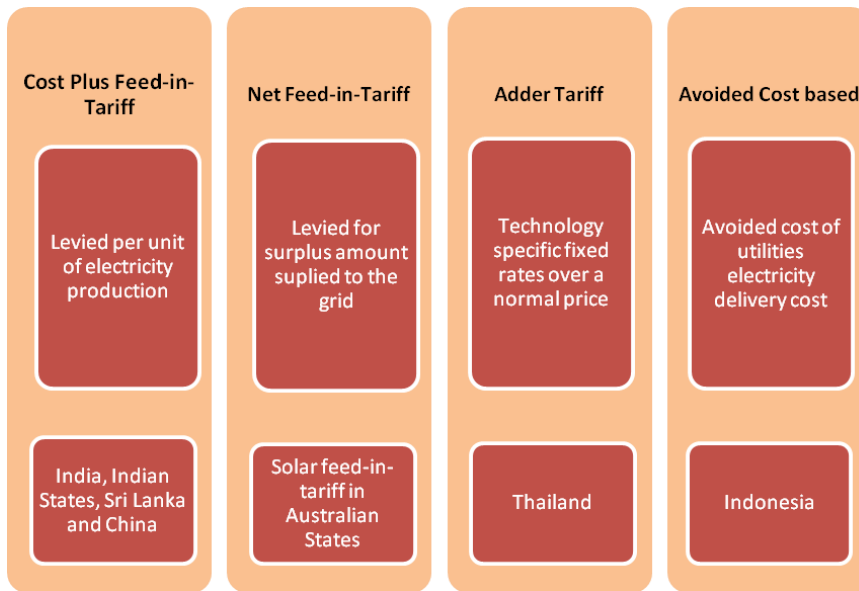 Cost Plus Feed-in-
Tariff
Levied per unit
of electricity
production
India, Indian
States, Sri Lanka
and China
Net Feed-in-Tariff
Levied for
surplus amount
suplied to the
grid
Solar feed-in-
tariff in
Australian
States
Adder Tariff
Technology
specific fixed
rates over a
normal price
Thailand
Avoided Cost based
Avoided cost of
utilities
electricity
delivery cost
Indonesia